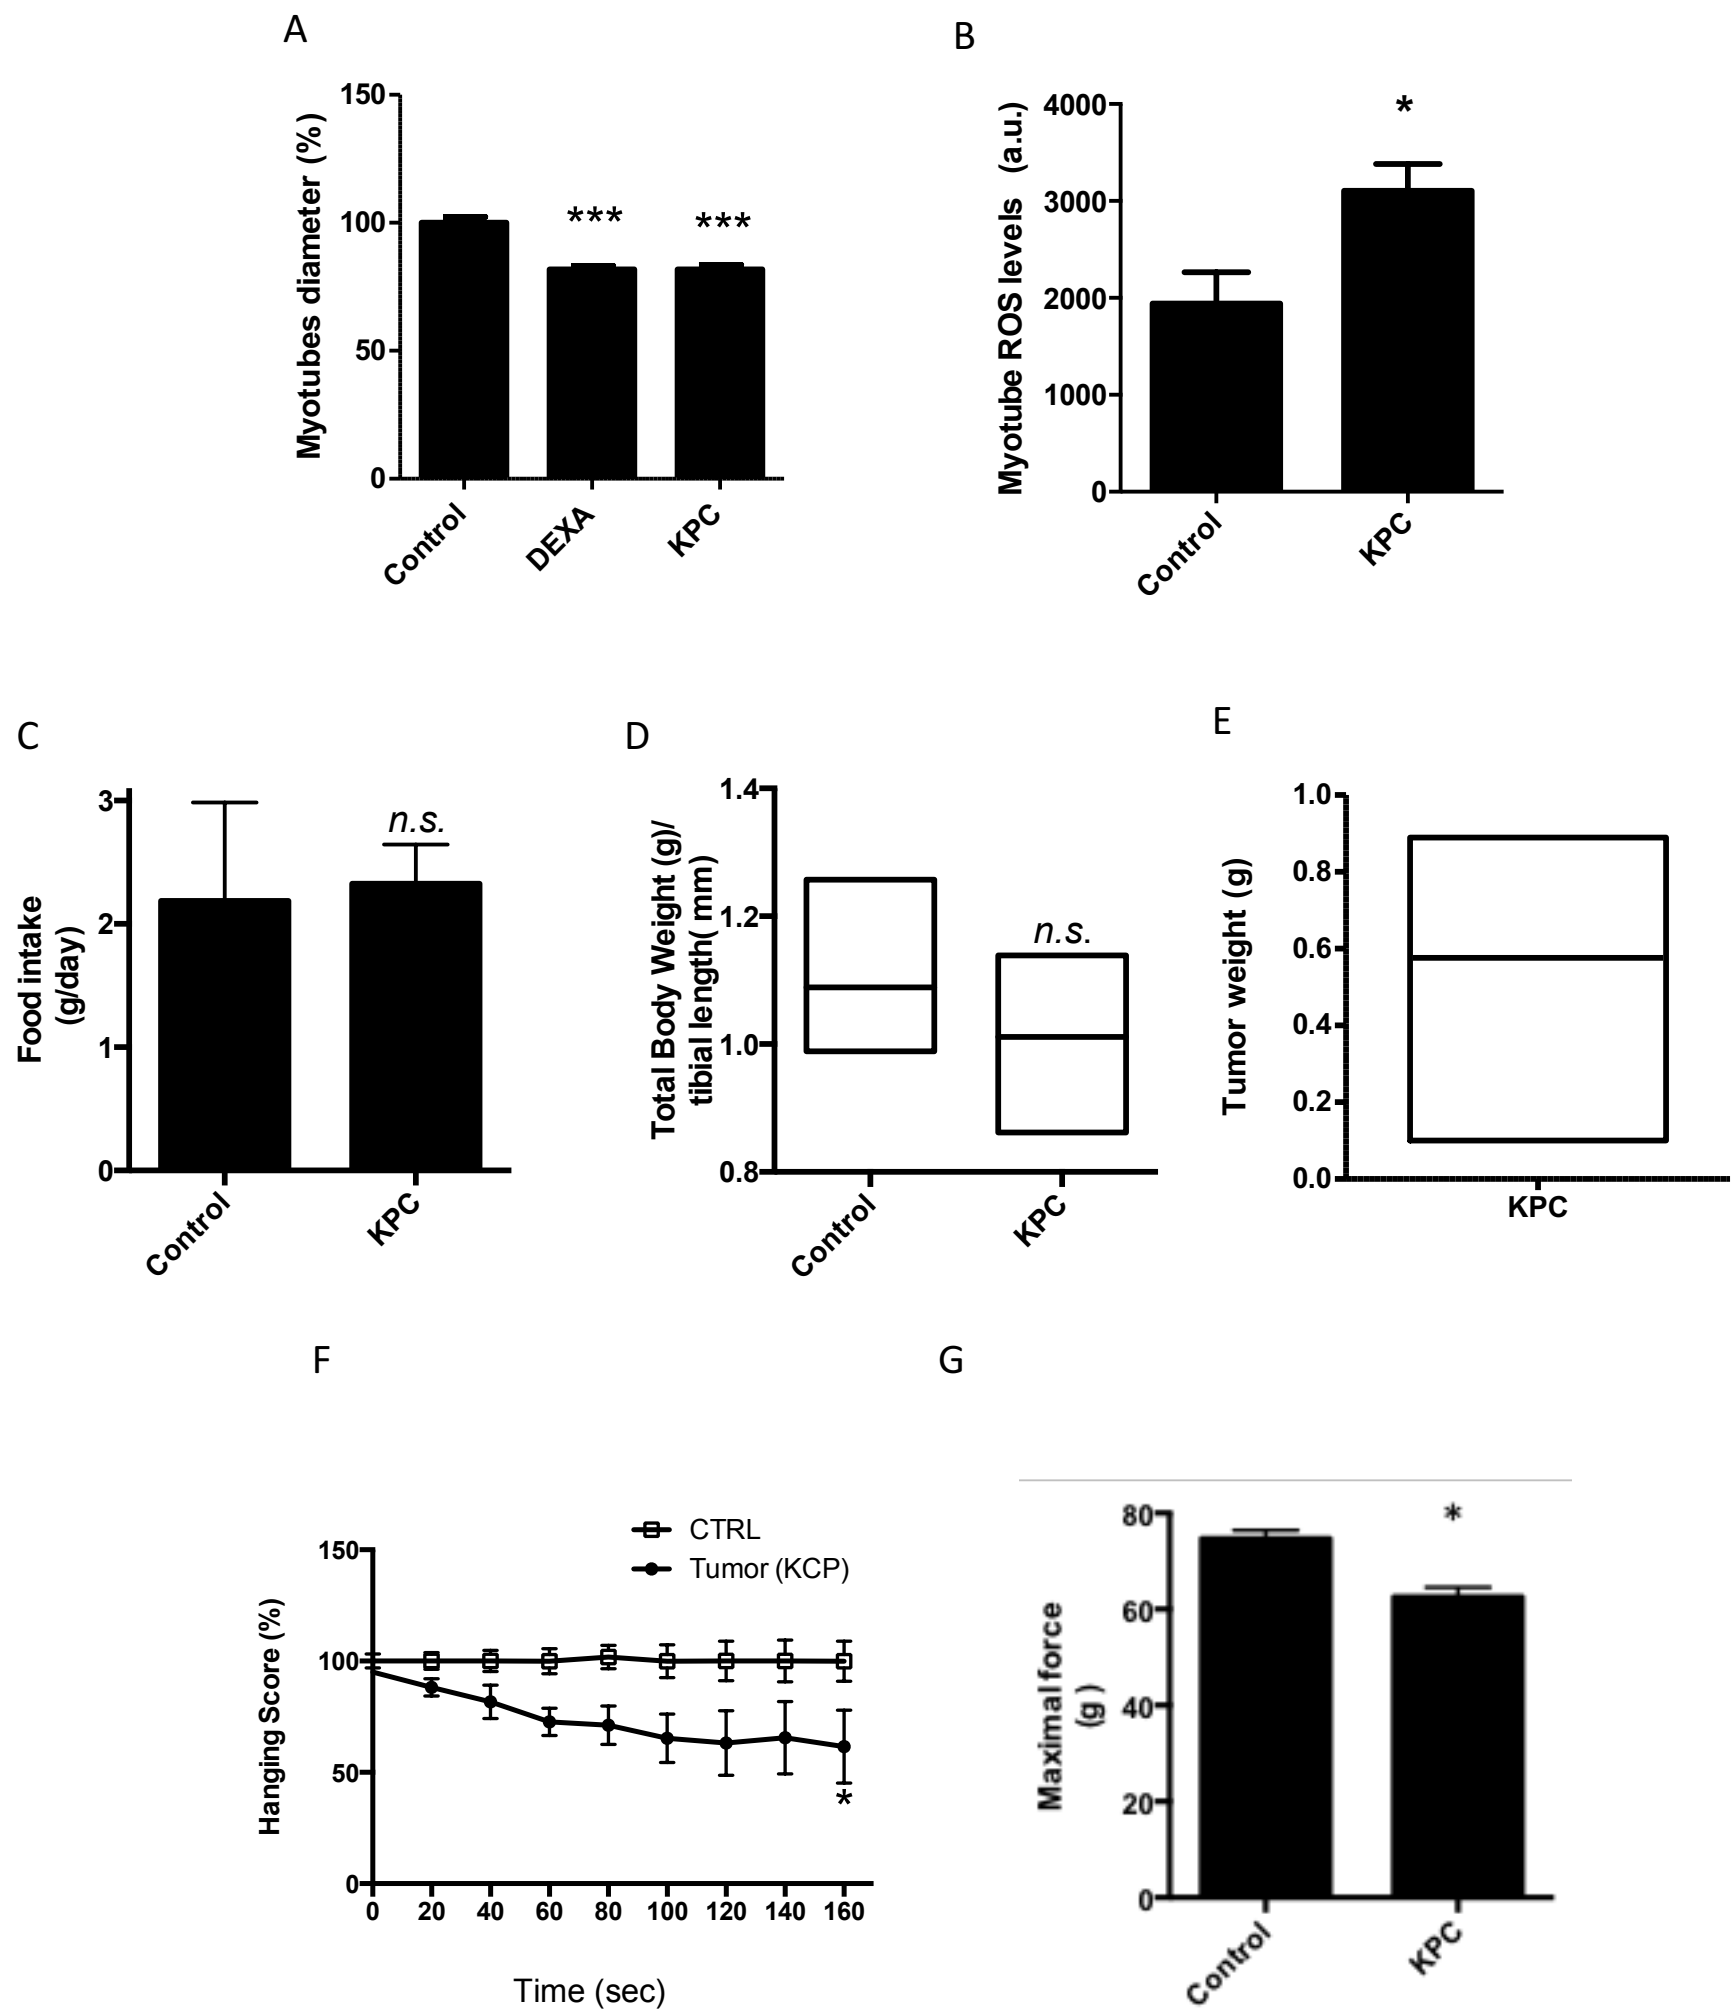 A
Myotubes diameter (%)
150
100
50
0
***
***
Control
DEXA
KPC
B
Myotube ROS levels (a.u.)
4000
3000
2000
1000
0
*
Control
KPC
C
Food intake
(g/day)
3
2
1
0
n.s.
Control
KPC
D
Total Body Weight (g)/
tibial length( mm)
1.4
1.2
1.0
0.8
n.s.
Control
KPC
E
Tumor weight (g)
1.0
0.8
0.6
0.4
0.2
0.0
KPC
F
CTRL
Tumor (KCP)
Hanging Score (%)
150
100
50
0
*
0 20 40 60 80 100 120 140 160
Time (sec)
G
Maximal force
(g )
80
60
40
20
0
*
Control
KPC